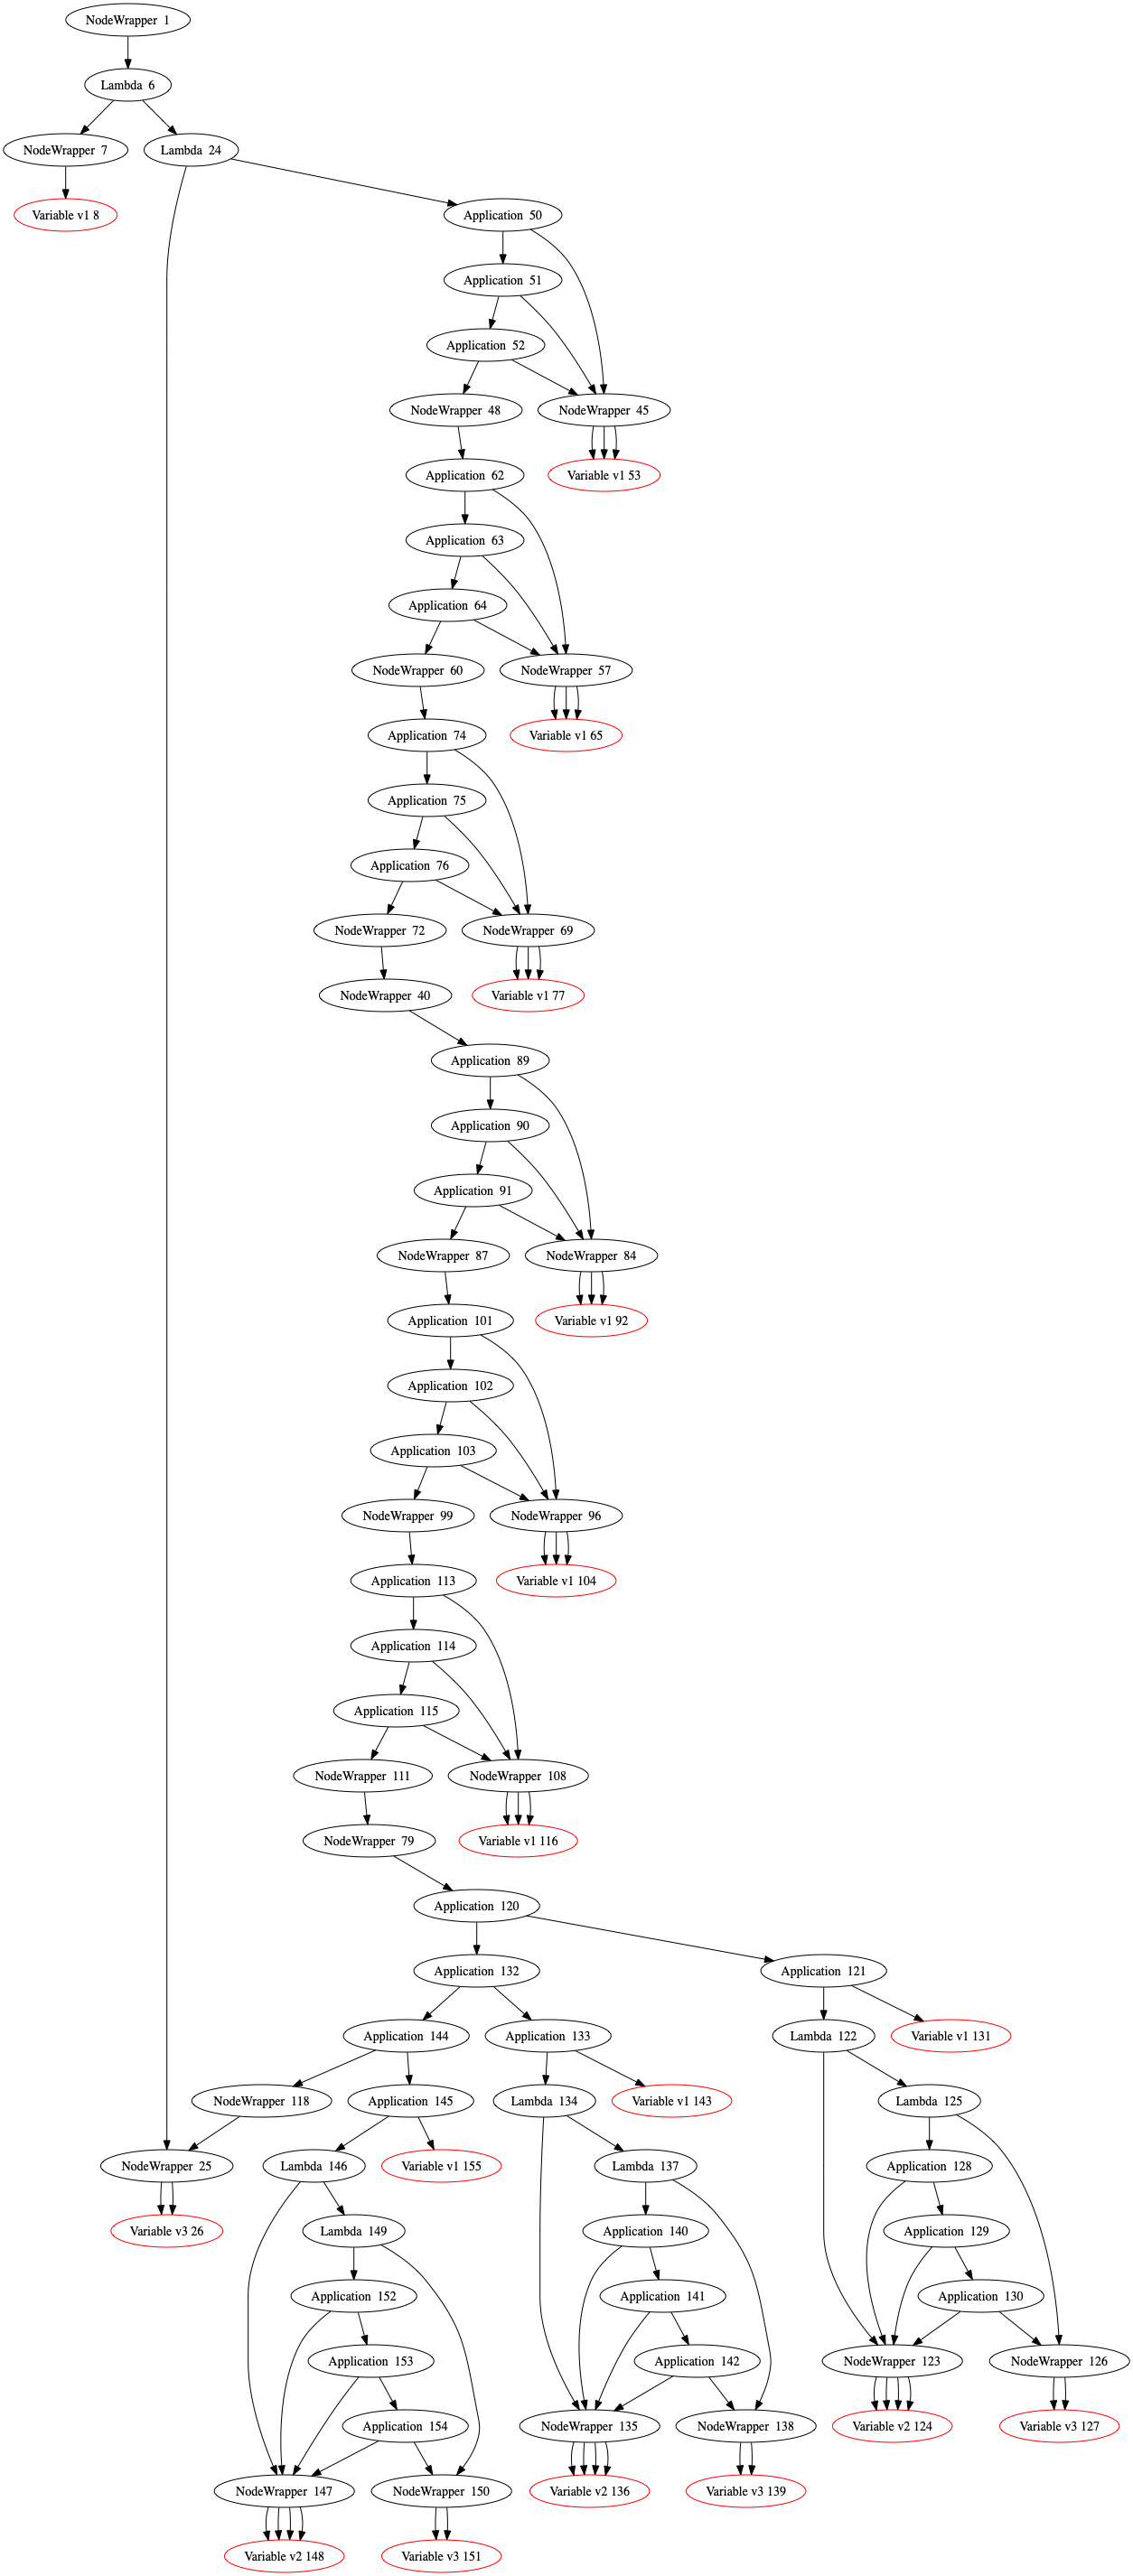 NodeWrapper 1
Lambda 6
NodeWrapper 7
Lambda 24
Variable v1 8
Application 50
Application 51
Application 52
NodeWrapper 48
NodeWrapper 45
Application 62
Variable v1 53
Application 63
Application 64
NodeWrapper 60
NodeWrapper 57
Application 74
Variable v1 65
Application 75
Application 76
NodeWrapper 72
NodeWrapper 69
NodeWrapper 40
Variable v1 77
Application 89
Application 90
Application 91
NodeWrapper 87
NodeWrapper 84
Application 101
Variable v1 92
Application 102
Application 103
NodeWrapper 99
NodeWrapper 96
Application 113
Variable v1 104
Application 114
Application 115
NodeWrapper 111
NodeWrapper 108
NodeWrapper 79
Variable v1 116
Application 120
Application 132
Application 121
Application 144
Application 133
Lambda 122
Variable v1 131
NodeWrapper 118
Application 145
Lambda 134
Variable v1 143
Lambda 125
NodeWrapper 25
Lambda 146
Variable v1 155
Lambda 137
Application 128
Variable v3 26
Lambda 149
Application 140
Application 129
Application 152
Application 141
Application 130
Application 153
Application 142
NodeWrapper 123
NodeWrapper 126
Application 154
NodeWrapper 135
NodeWrapper 138
Variable v2 124
Variable v3 127
NodeWrapper 147
NodeWrapper 150
Variable v2 136
Variable v3 139
Variable v2 148
Variable v3 151